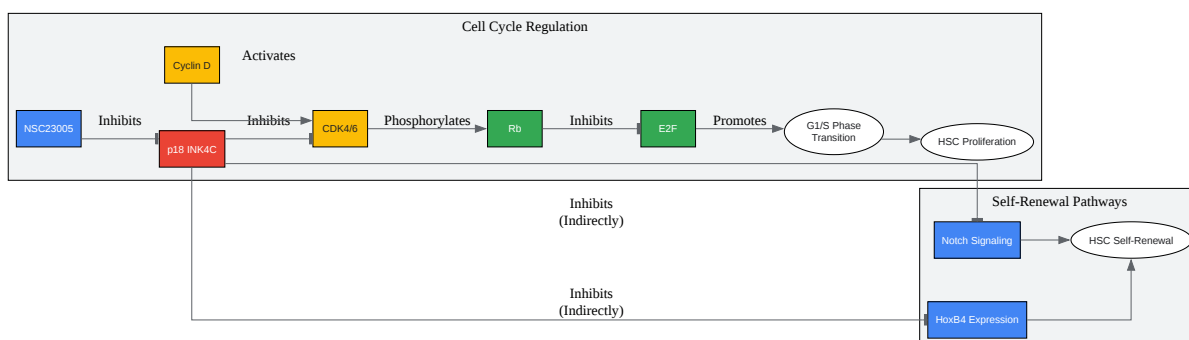 Cell Cycle Regulation
Activates
Cyclin D
NSC23005
Inhibits
p18 INK4C
Inhibits
CDK4/6
Phosphorylates
Rb
Inhibits
E2F
Promotes
G1/S Phase
Transition
HSC Proliferation
Inhibits
(Indirectly)
Self-Renewal Pathways
Notch Signaling
HSC Self-Renewal
Inhibits
(Indirectly)
HoxB4 Expression